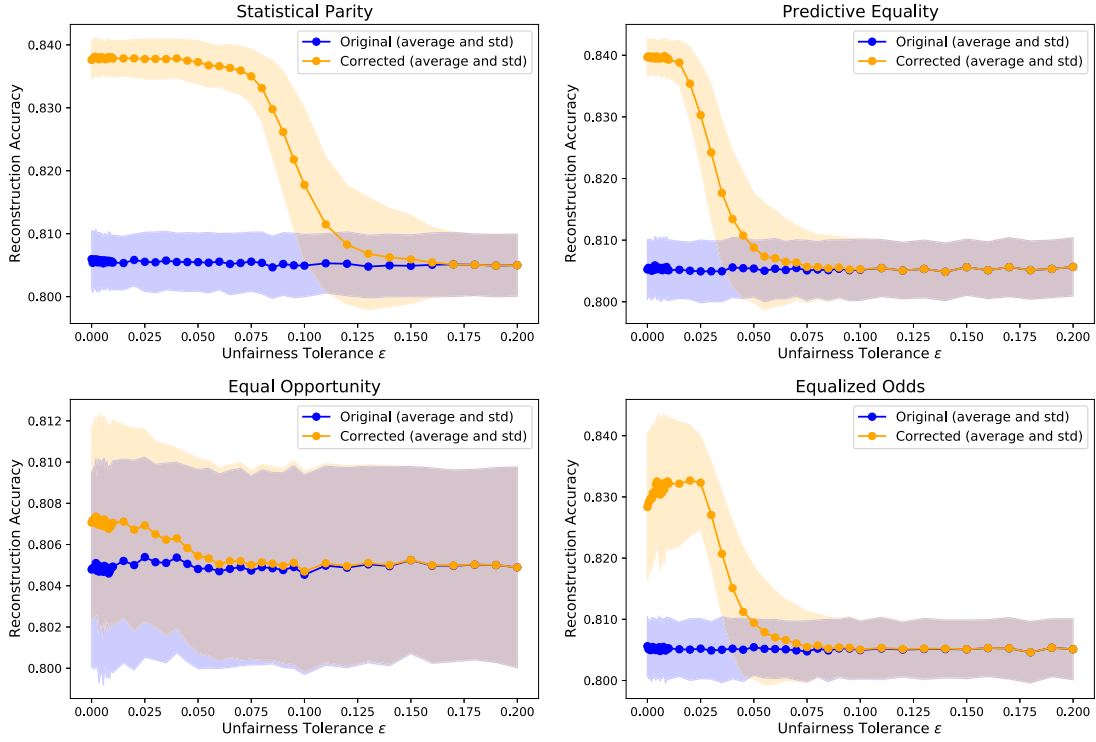 Statistical Parity
Reconstruction Accuracy
0.840
0.830
0.820
0.810
0.800
Original (average and std)
Corrected (average and std)
0.000 0.025 0.050 0.075 0.100 0.125 0.150 0.175 0.200
Unfairness Tolerance ε
Predictive Equality
Reconstruction Accuracy
0.840
0.830
0.820
0.810
0.800
Original (average and std)
Corrected (average and std)
0.000 0.025 0.050 0.075 0.100 0.125 0.150 0.175 0.200
Unfairness Tolerance ε
Equal Opportunity
Reconstruction Accuracy
0.812
0.810
0.808
0.806
0.804
0.802
0.800
Original (average and std)
Corrected (average and std)
0.000 0.025 0.050 0.075 0.100 0.125 0.150 0.175 0.200
Unfairness Tolerance ε
Equalized Odds
Reconstruction Accuracy
0.840
0.830
0.820
0.810
0.800
Original (average and std)
Corrected (average and std)
0.000 0.025 0.050 0.075 0.100 0.125 0.150 0.175 0.200
Unfairness Tolerance ε